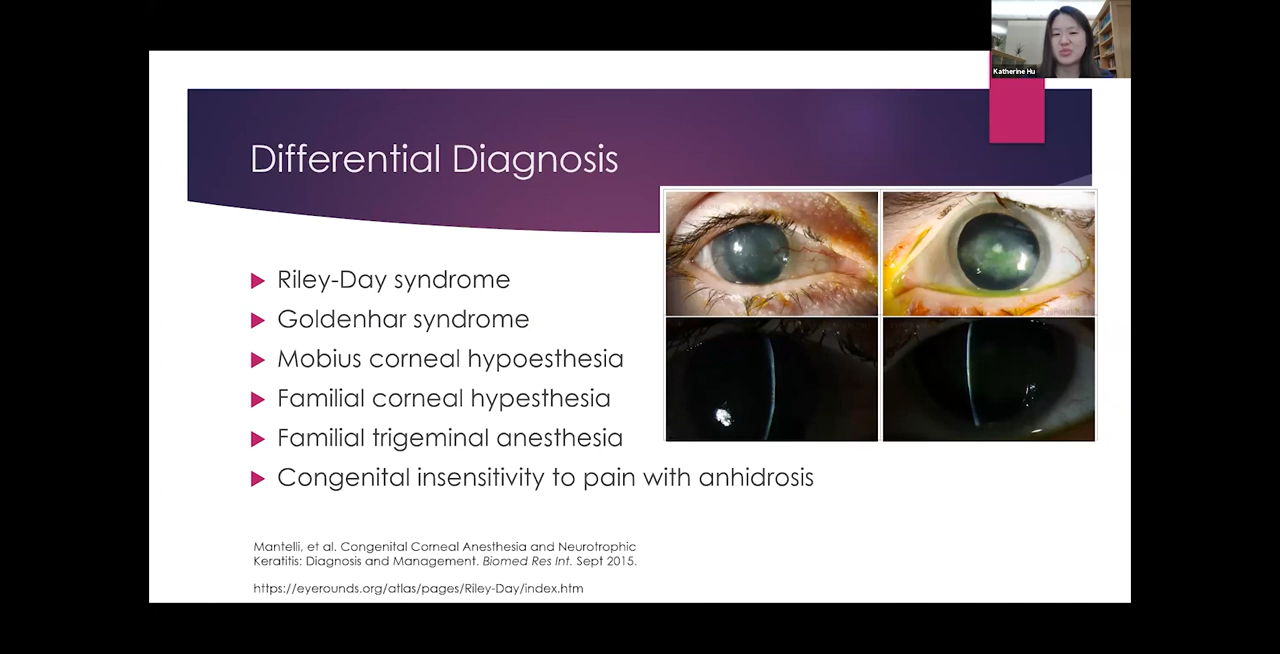 Katherine Hu
Differential Diagnosis
Riley-Day syndrome
Goldenhar syndrome
Mobius corneal hypoesthesia
Familial corneal hypesthesia
Familial trigeminal anesthesia
Congenital insensitivity to pain with anhidrosis
Mantelli, et al. Congenital Corneal Anesthesia and Neurotrophic
Keratitis: Diagnosis and Management. Biomed Res Int. Sept 2015.
https://eyerounds.org/atlas/pages/Riley-Day/index.htm